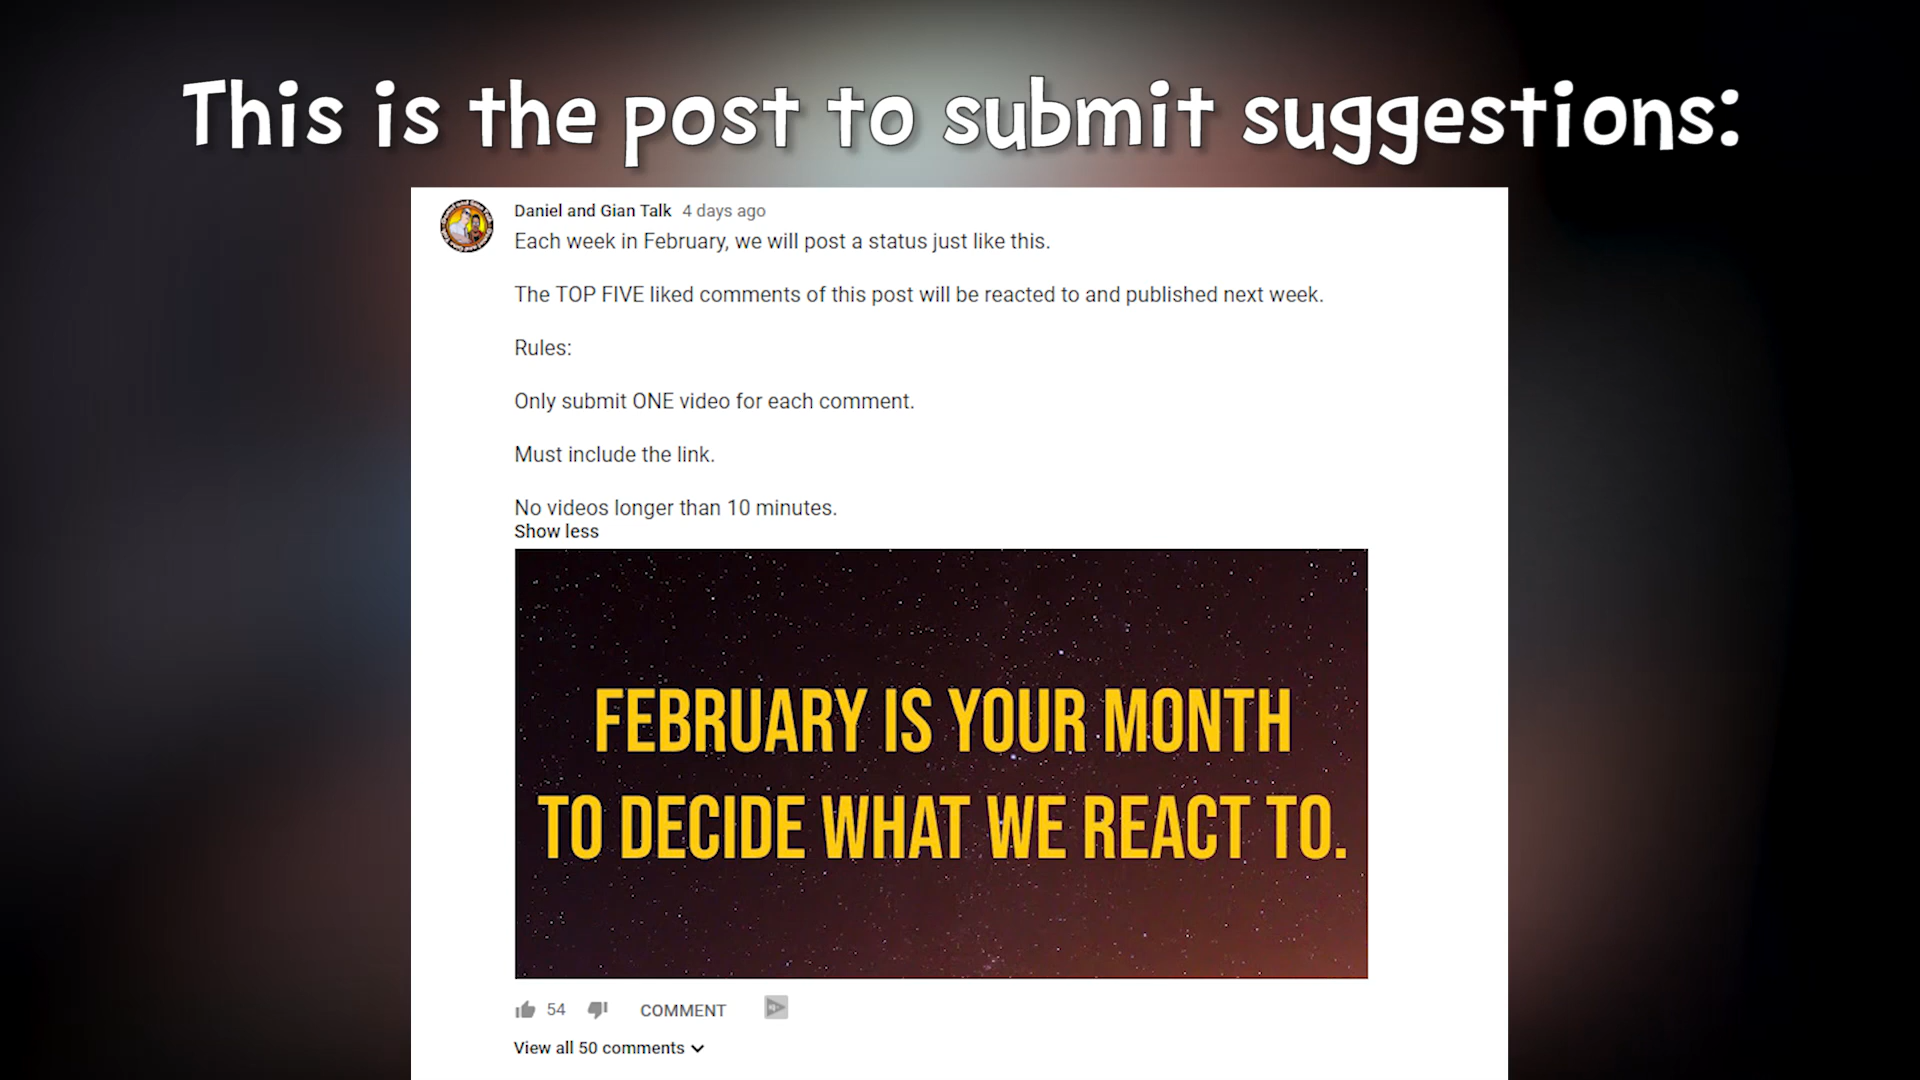 This is the post to submit suggestions:
Daniel and Gian Talk 4 days ago
Each week in February, we will post a status just like this.
The TOP FIVE liked comments of this post will be reacted to and published next week.
Rules:
Only submit ONE video for each comment.
Must include the link.
No videos longer than 10 minutes.
Show less
FEBRUARY IS YOUR MONTH
TO DECIDE WHAT WE REACT TO.
54 COMMENT
View all 50 comments